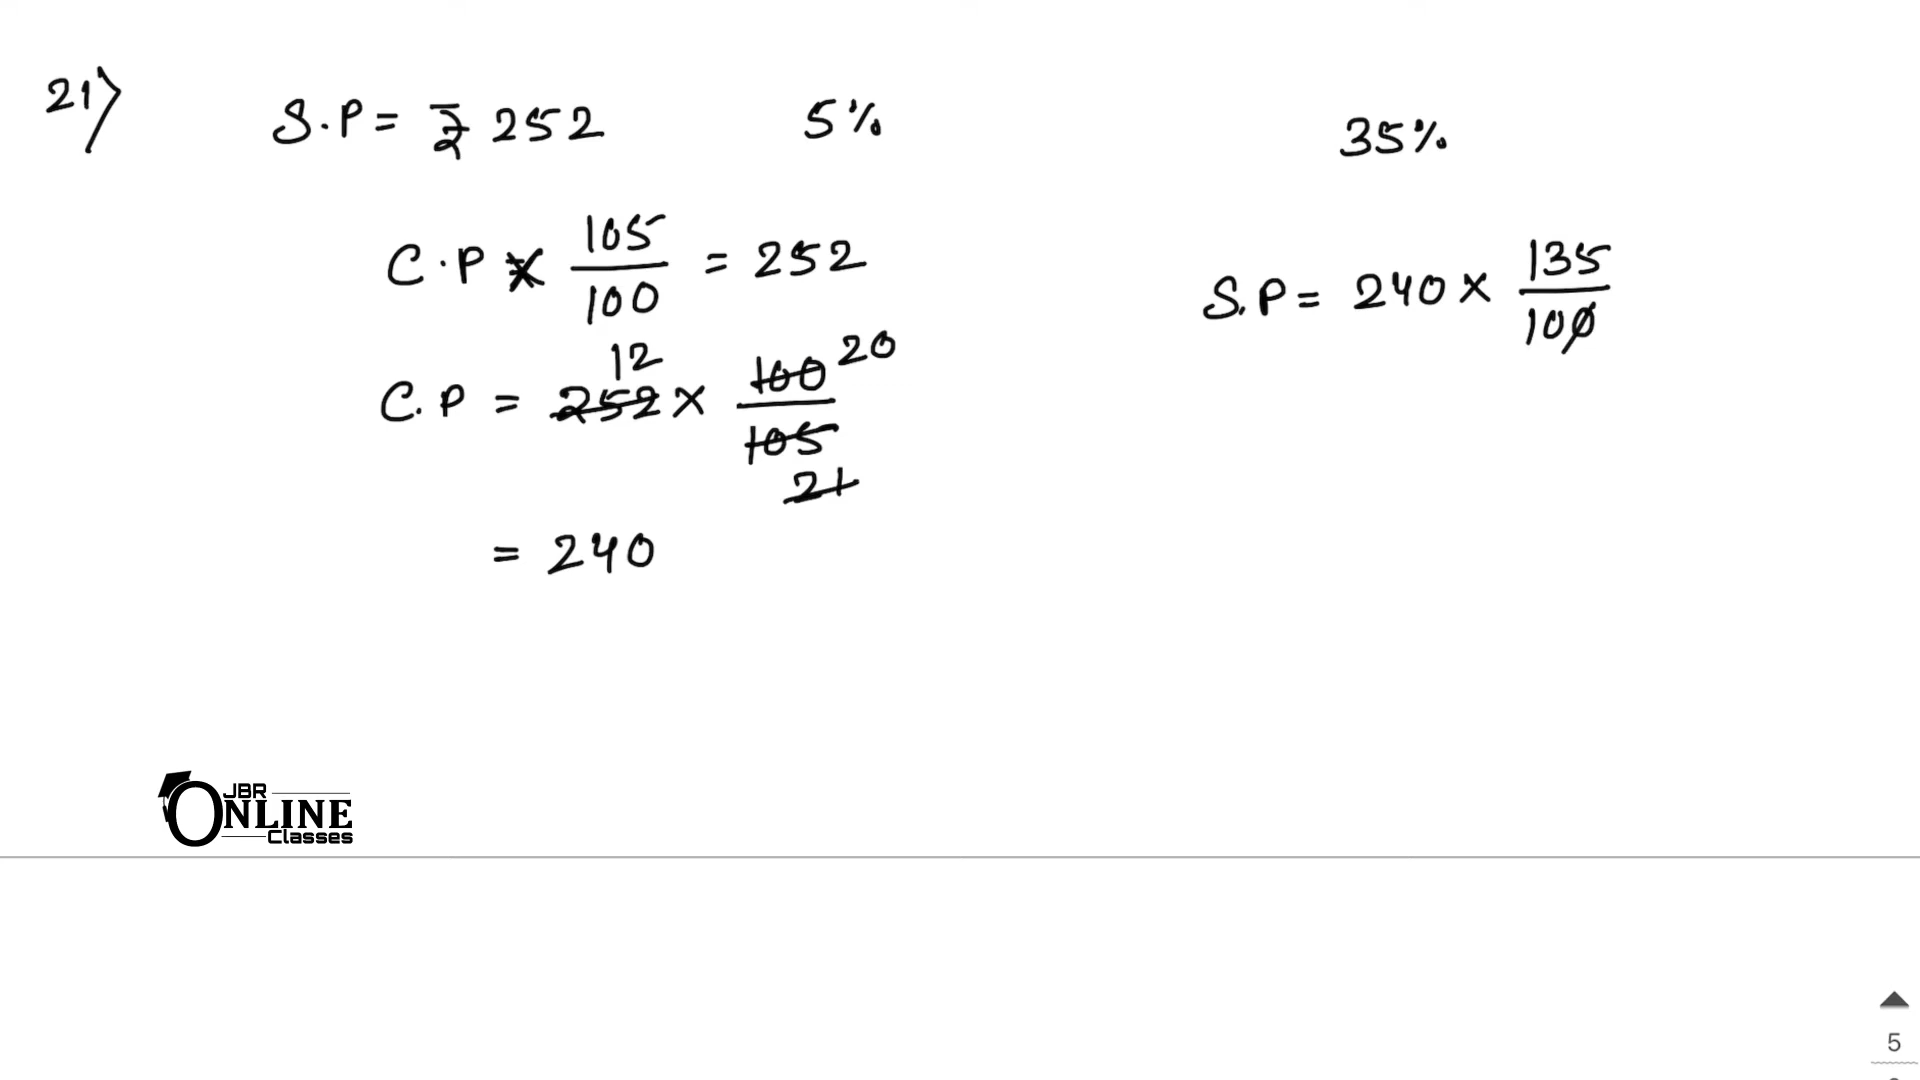 21)
S.P = ₹ 252 5%
C.P × 105/100 = 252
C.P = 252 × 100/105
12
20
21
= 240
35%
S.P = 240 × 135/100
JBR
ONLINE
Classes
5